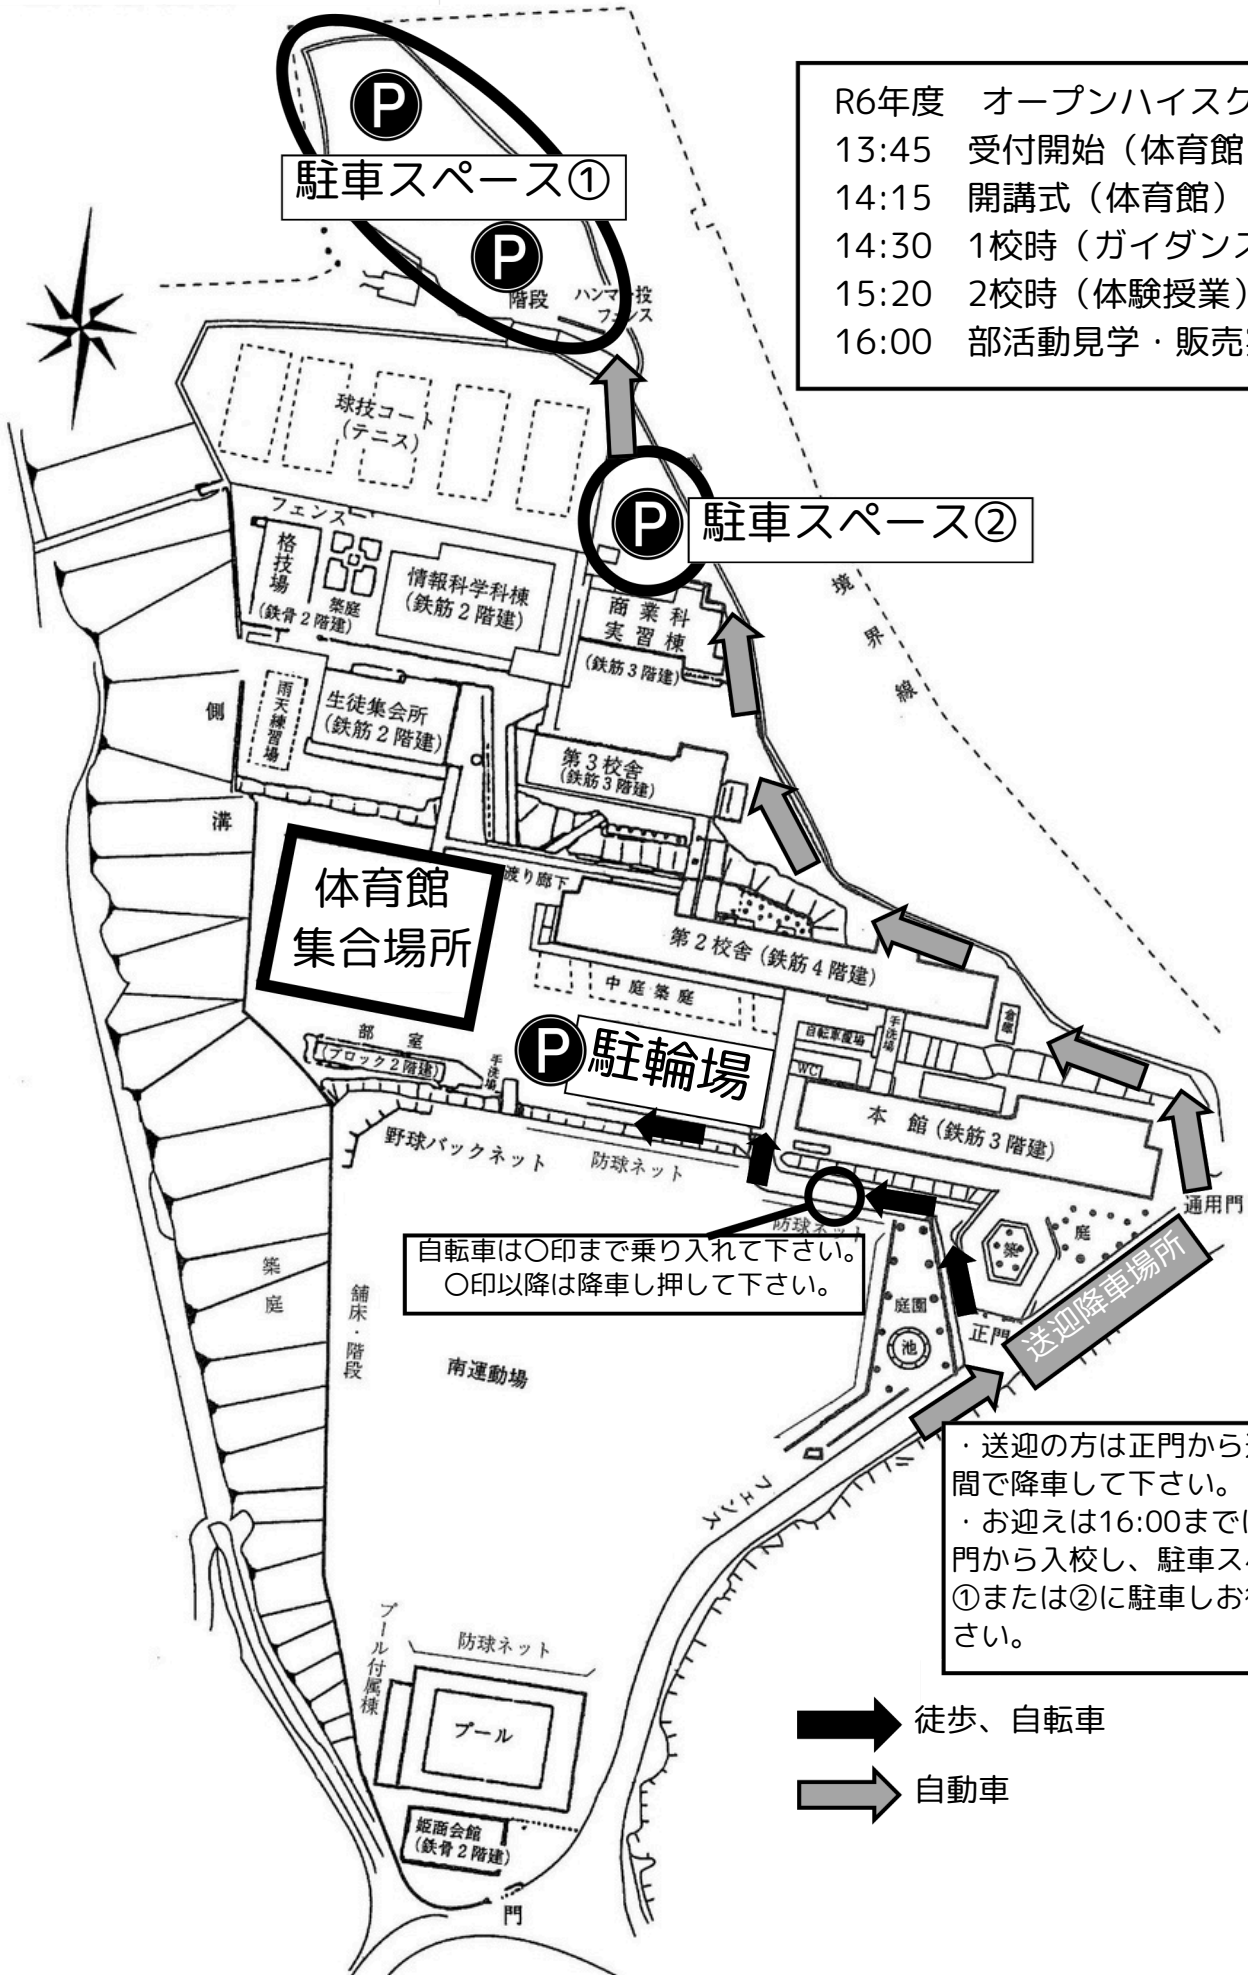 R6年度　オープンハイスク
13:45　受付開始（体育館
14:15　開講式（体育館）
14:30　1校時（ガイダンス
15:20　2校時（体験授業）
16:00　部活動見学・販売
P
駐車スペース①
P
階段
ハンマー投
フェンス
球技コート
(テニス)
P
駐車スペース②
フェンス
格技場
(鉄骨２階建)
築庭
情報科学科棟
(鉄筋２階建)
商業科
実習棟
(鉄筋３階建)
境界線
側溝
雨天練習場
生徒集会所
(鉄筋２階建)
第３校舎
(鉄筋３階建)
体育館
集合場所
渡り廊下
第２校舎(鉄筋４階建)
中庭築庭
自転車置場
手洗場
倉庫
WC
部室
(ブロック２階建)
手洗場
P
駐輪場
本館(鉄筋３階建)
野球バックネット
防球ネット
通用門
防球ネット
自転車は〇印まで乗り入れて下さい。
〇印以降は降車し押して下さい。
築庭
築庭
舗床・階段
庭園
池
正門
送迎降車場所
南運動場
フェンス
・送迎の方は正門から
間で降車して下さい。
・お迎えは16:00まで
門から入校し、駐車ス
①または②に駐車しお
さい。
プール付属棟
防球ネット
プール
徒歩、自転車
自動車
姫商会館
(鉄骨２階建)
門